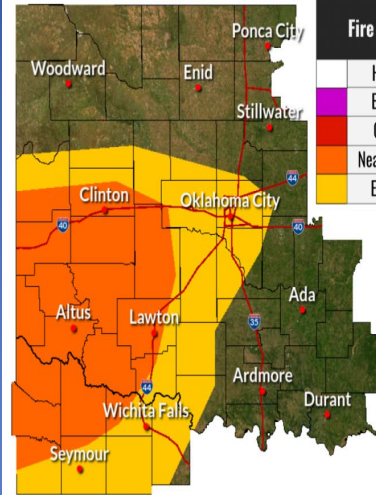 Ponca City
Fire
Woodward
Enid
Stillwater
44
Clinton
Oklahoma City
40
40
Ada
Altus
Lawton
35
Ardmore
44
Durant
Wichita Falls
Seymour